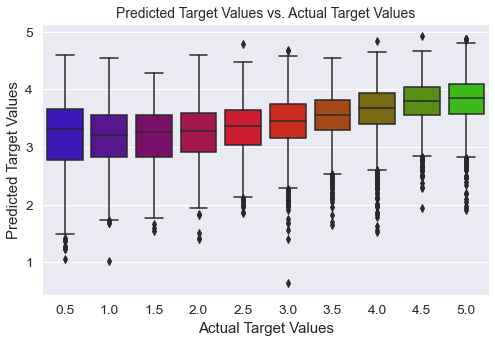 Predicted Target Values vs. Actual Target Values
5
4
3
2
1
Predicted Target Values
0.5 1.0 1.5 2.0 2.5 3.0 3.5 4.0 4.5 5.0
Actual Target Values